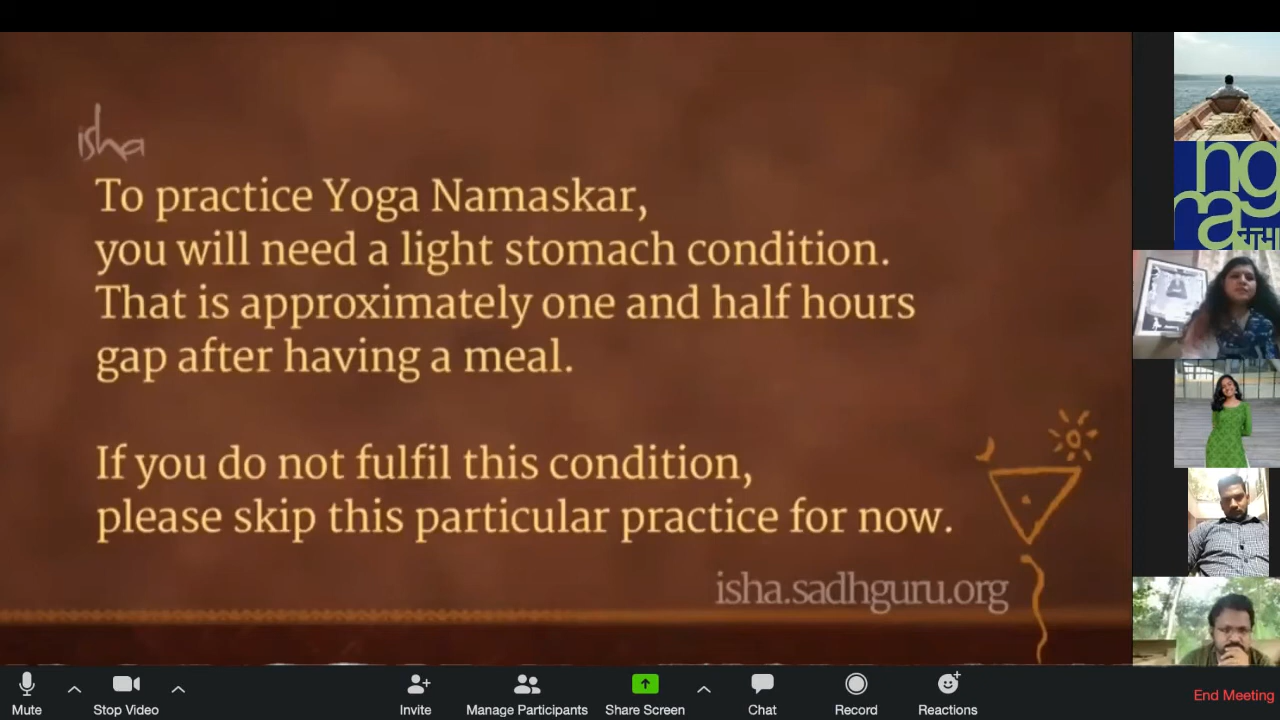 isha
To practice Yoga Namaskar,
you will need a light stomach condition.
That is approximately one and half hours
gap after having a meal.
If you do not fulfil this condition,
please skip this particular practice for now.
isha.sadhguru.org
ng
ma
नागा
Mute
Stop Video
Invite
Manage Participants
Share Screen
Chat
Record
Reactions
End Meeting